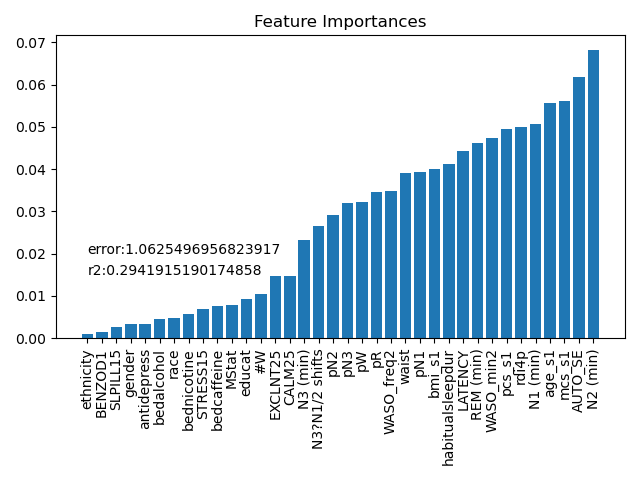 Feature Importances
0.07
0.06
0.05
0.04
0.03
0.02
0.01
0.00
error:1.0625496956823917
r2:0.2941915190174858
ethnicity
BENZOD1
SLPILL15
gender
antidepress
bedalcohol
race
bednicotine
STRESS15
bedcaffeine
MStat
educat
#W
EXCLNT25
CALM25
N3 (min)
N3?N1/2 shifts
pN2
pN3
pW
pR
WASO_freq2
waist
pN1
bmi_s1
habitualsleepdur
LATENCY
REM (min)
WASO_min2
pcs_s1
rdi4p
N1 (min)
age_s1
mcs_s1
AUTO_SE
N2 (min)